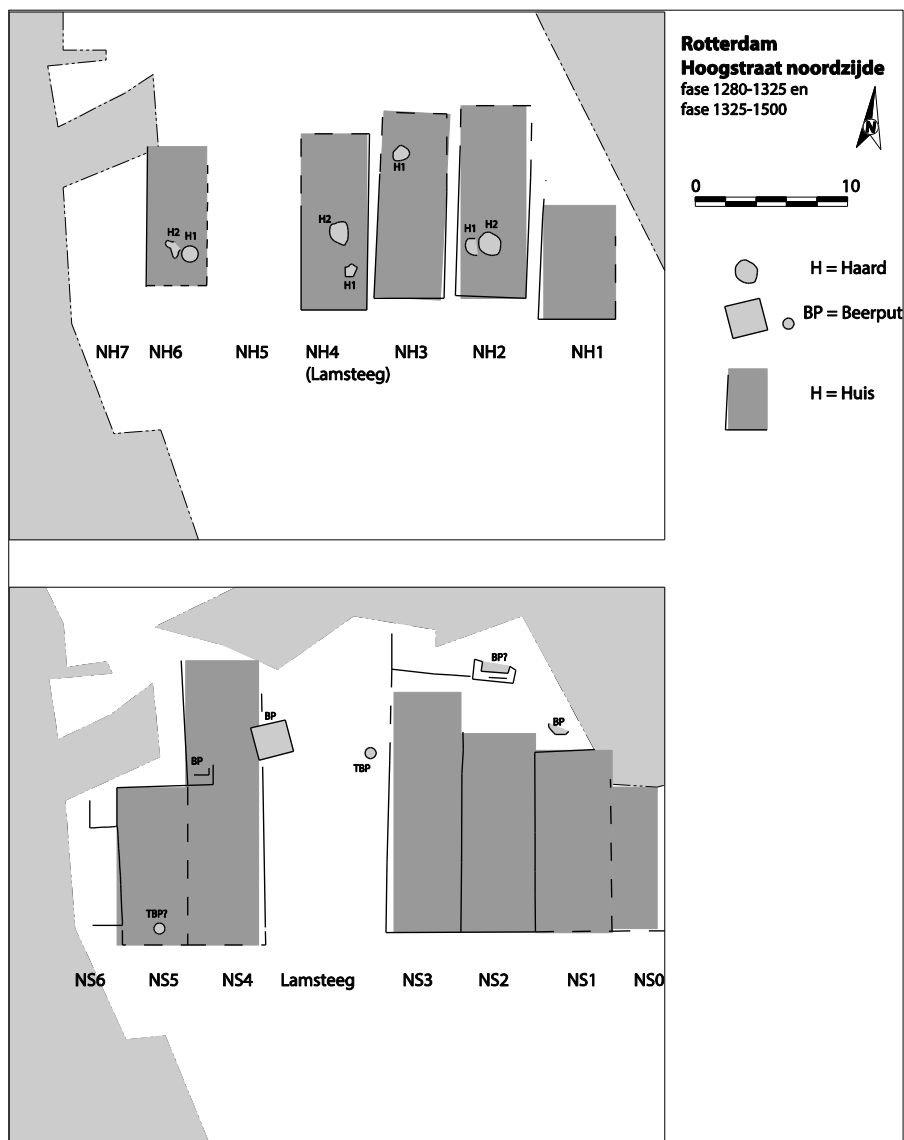 Rotterdam
Hoogstraat noordzijde
fase 1280-1325 en
fase 1325-1500
N
0 10
H = Haard
BP = Beerput
H = Huis
H1
H2
H1
H2
H1
H1
H2
H1
NH7 NH6 NH5 NH4 NH3 NH2 NH1
(Lamsteeg)
BP?
BP
BP
BP
TBP
TBP?
NS6 NS5 NS4 Lamsteeg NS3 NS2 NS1 NS0